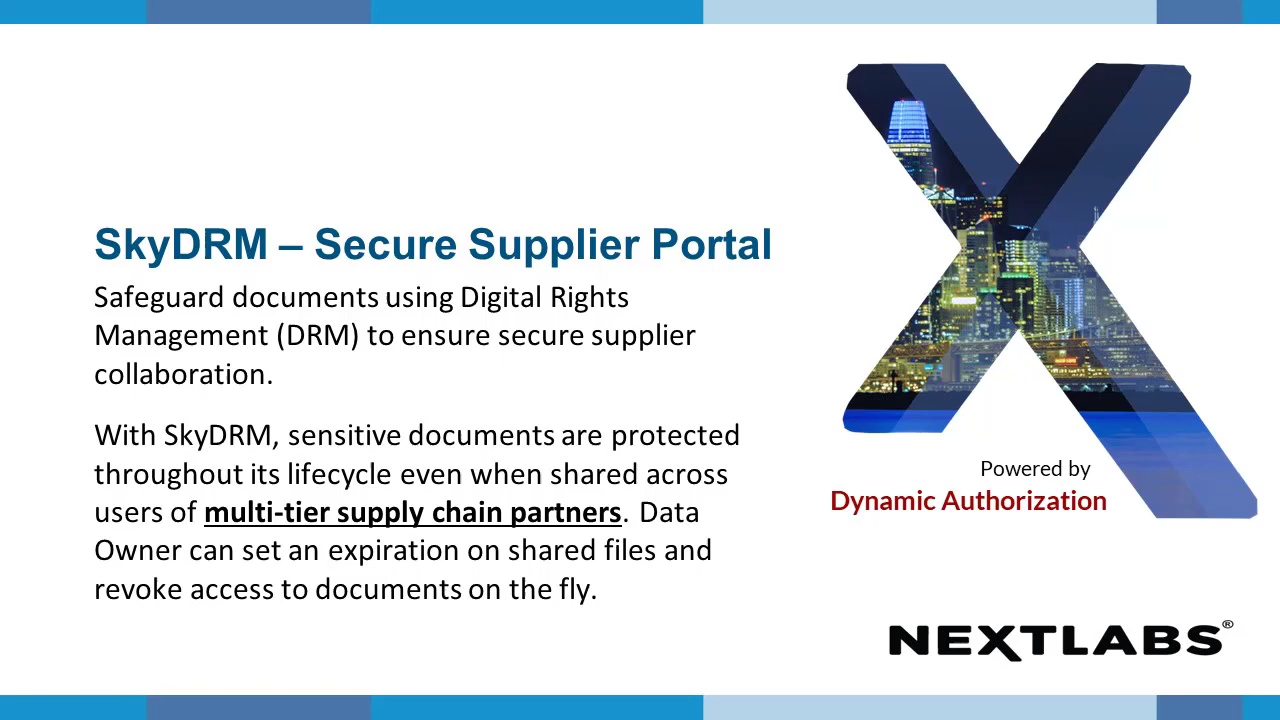 SkyDRM – Secure Supplier Portal
Safeguard documents using Digital Rights
Management (DRM) to ensure secure supplier
collaboration.
With SkyDRM, sensitive documents are protected
throughout its lifecycle even when shared across
users of multi-tier supply chain partners. Data
Owner can set an expiration on shared files and
revoke access to documents on the fly.
Powered by
Dynamic Authorization
NEXTLABS®